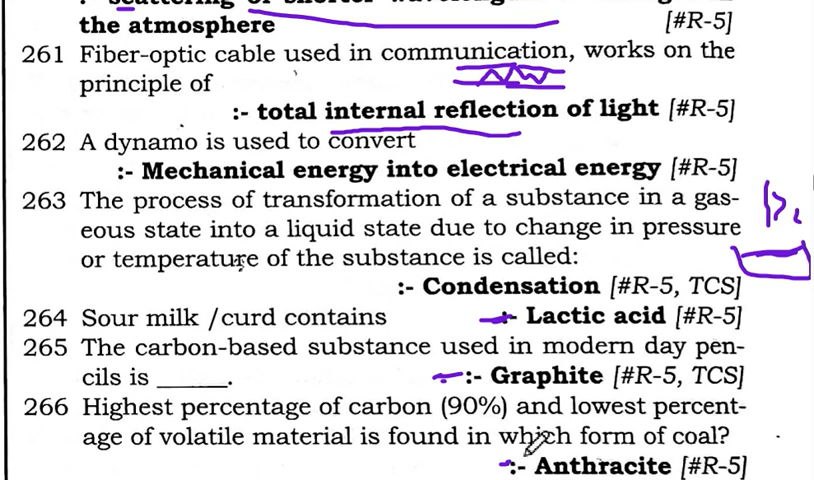 the atmosphere [#R-5]
261 Fiber-optic cable used in communication, works on the
principle of
:- total internal reflection of light [#R-5]
262 A dynamo is used to convert
:- Mechanical energy into electrical energy [#R-5]
263 The process of transformation of a substance in a gas-
eous state into a liquid state due to change in pressure
or temperature of the substance is called:
:- Condensation [#R-5, TCS]
264 Sour milk /curd contains :- Lactic acid [#R-5]
265 The carbon-based substance used in modern day pen-
cils is _____. :- Graphite [#R-5, TCS]
266 Highest percentage of carbon (90%) and lowest percent-
age of volatile material is found in which form of coal?
:- Anthracite [#R-5]